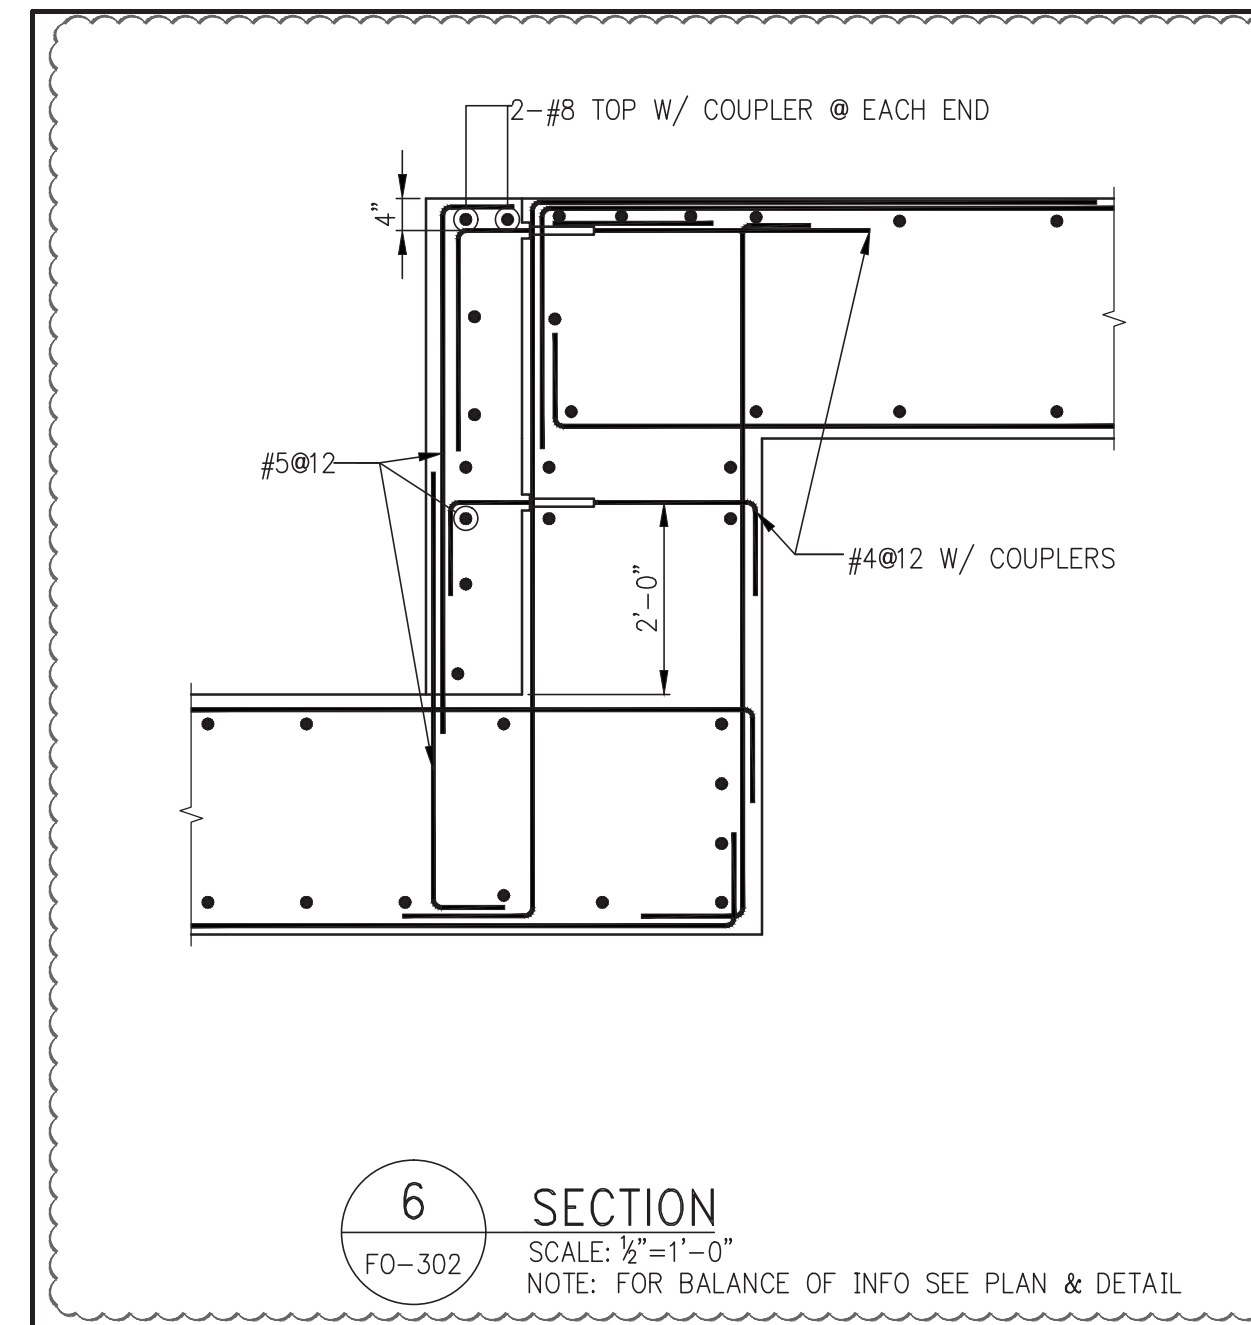 2-#8 TOP W/ COUPLER @ EACH END
4"
#5@12
#4@12 W/ COUPLERS
2'-0"
6
FO-302
SECTION
SCALE: ½"=1'-0"
NOTE: FOR BALANCE OF INFO SEE PLAN & DETAIL